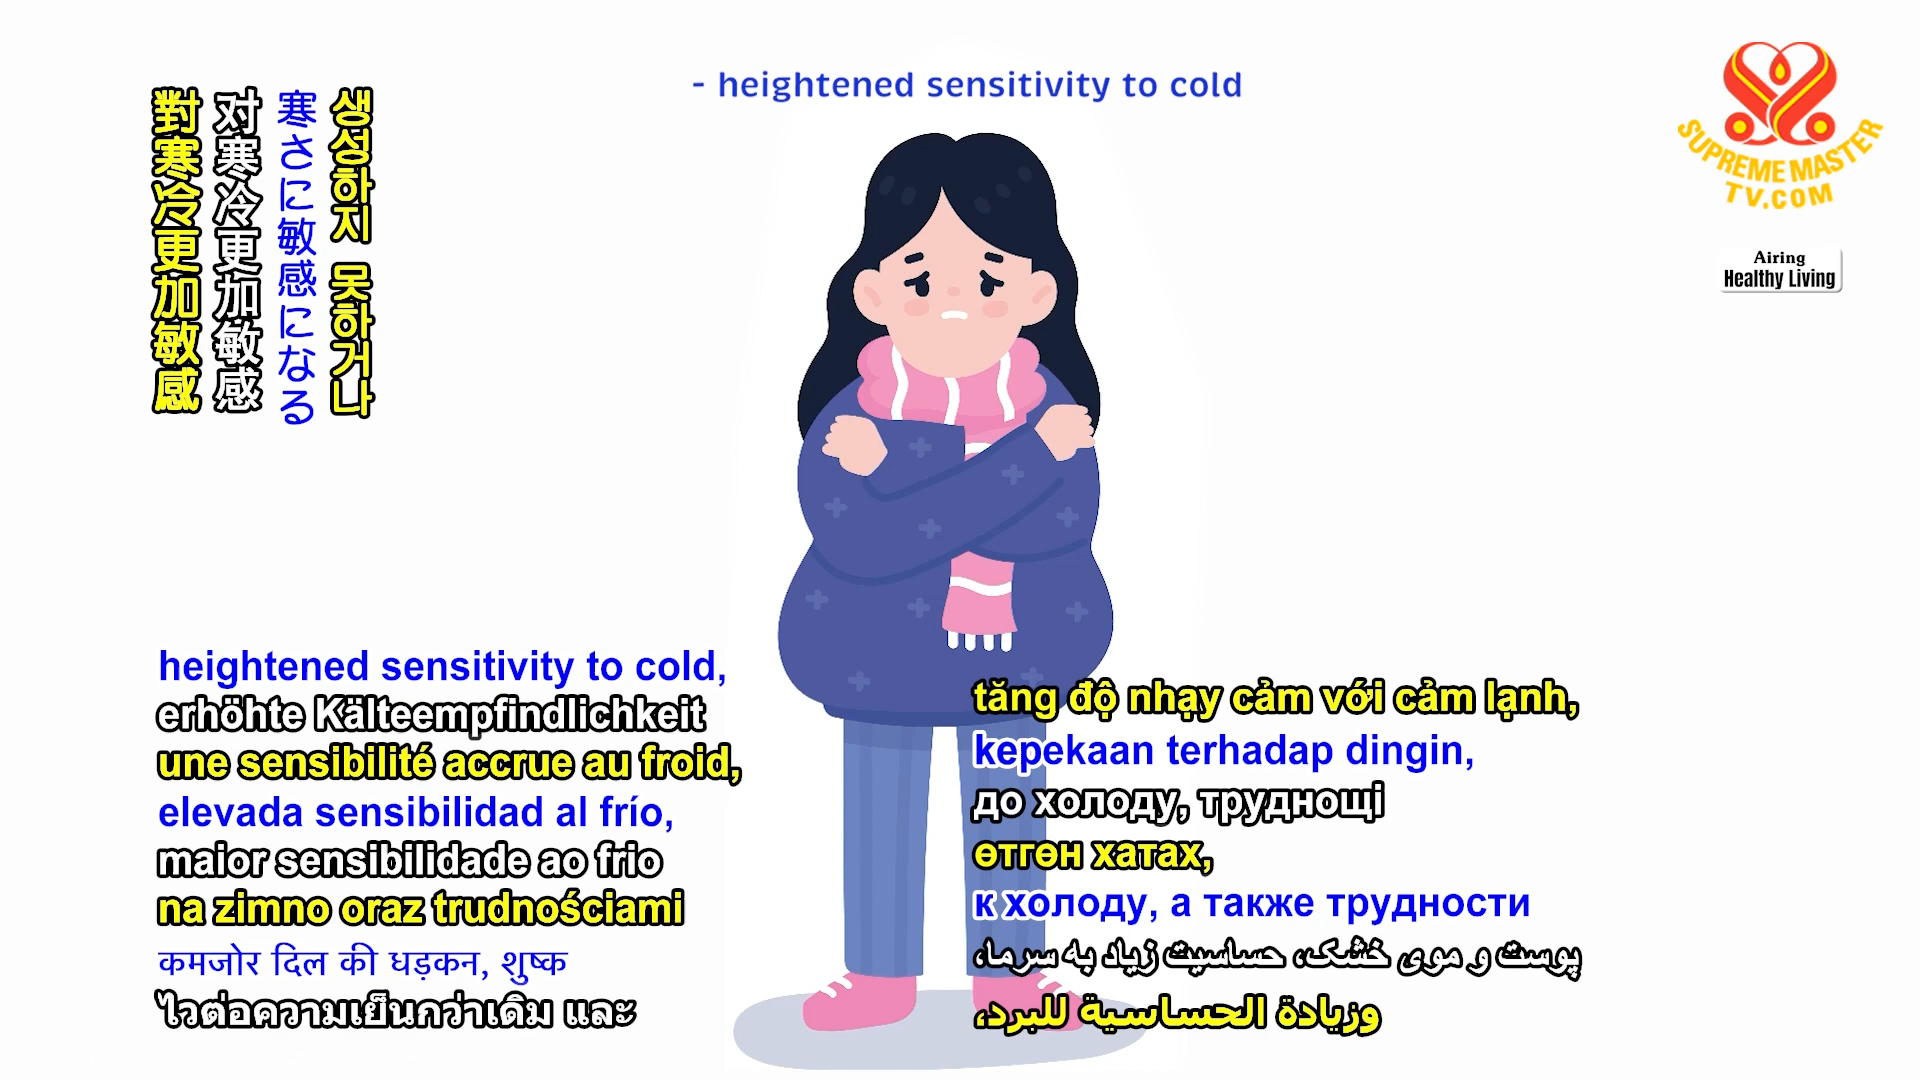 - heightened sensitivity to cold
SUPREME MASTER
TV.COM
Airing
Healthy Living
對寒冷更加敏感
对寒冷更加敏感
寒さに敏感になる
생성하지 못하거나
heightened sensitivity to cold,
erhöhte Kälteempfindlichkeit
une sensibilité accrue au froid,
elevada sensibilidad al frío,
maior sensibilidade ao frio
na zimno oraz trudnościami
कमजोर दिल की धड़कन, शुष्क
ไวต่อความเย็นกว่าเดิม และ
tăng độ nhạy cảm với cảm lạnh,
kepekaan terhadap dingin,
до холоду, труднощі
өтгөн хатах,
к холоду, а также трудности
پوست و موی خشک، حساسیت زیاد به سرما،
وزيادة الحساسية للبرد،